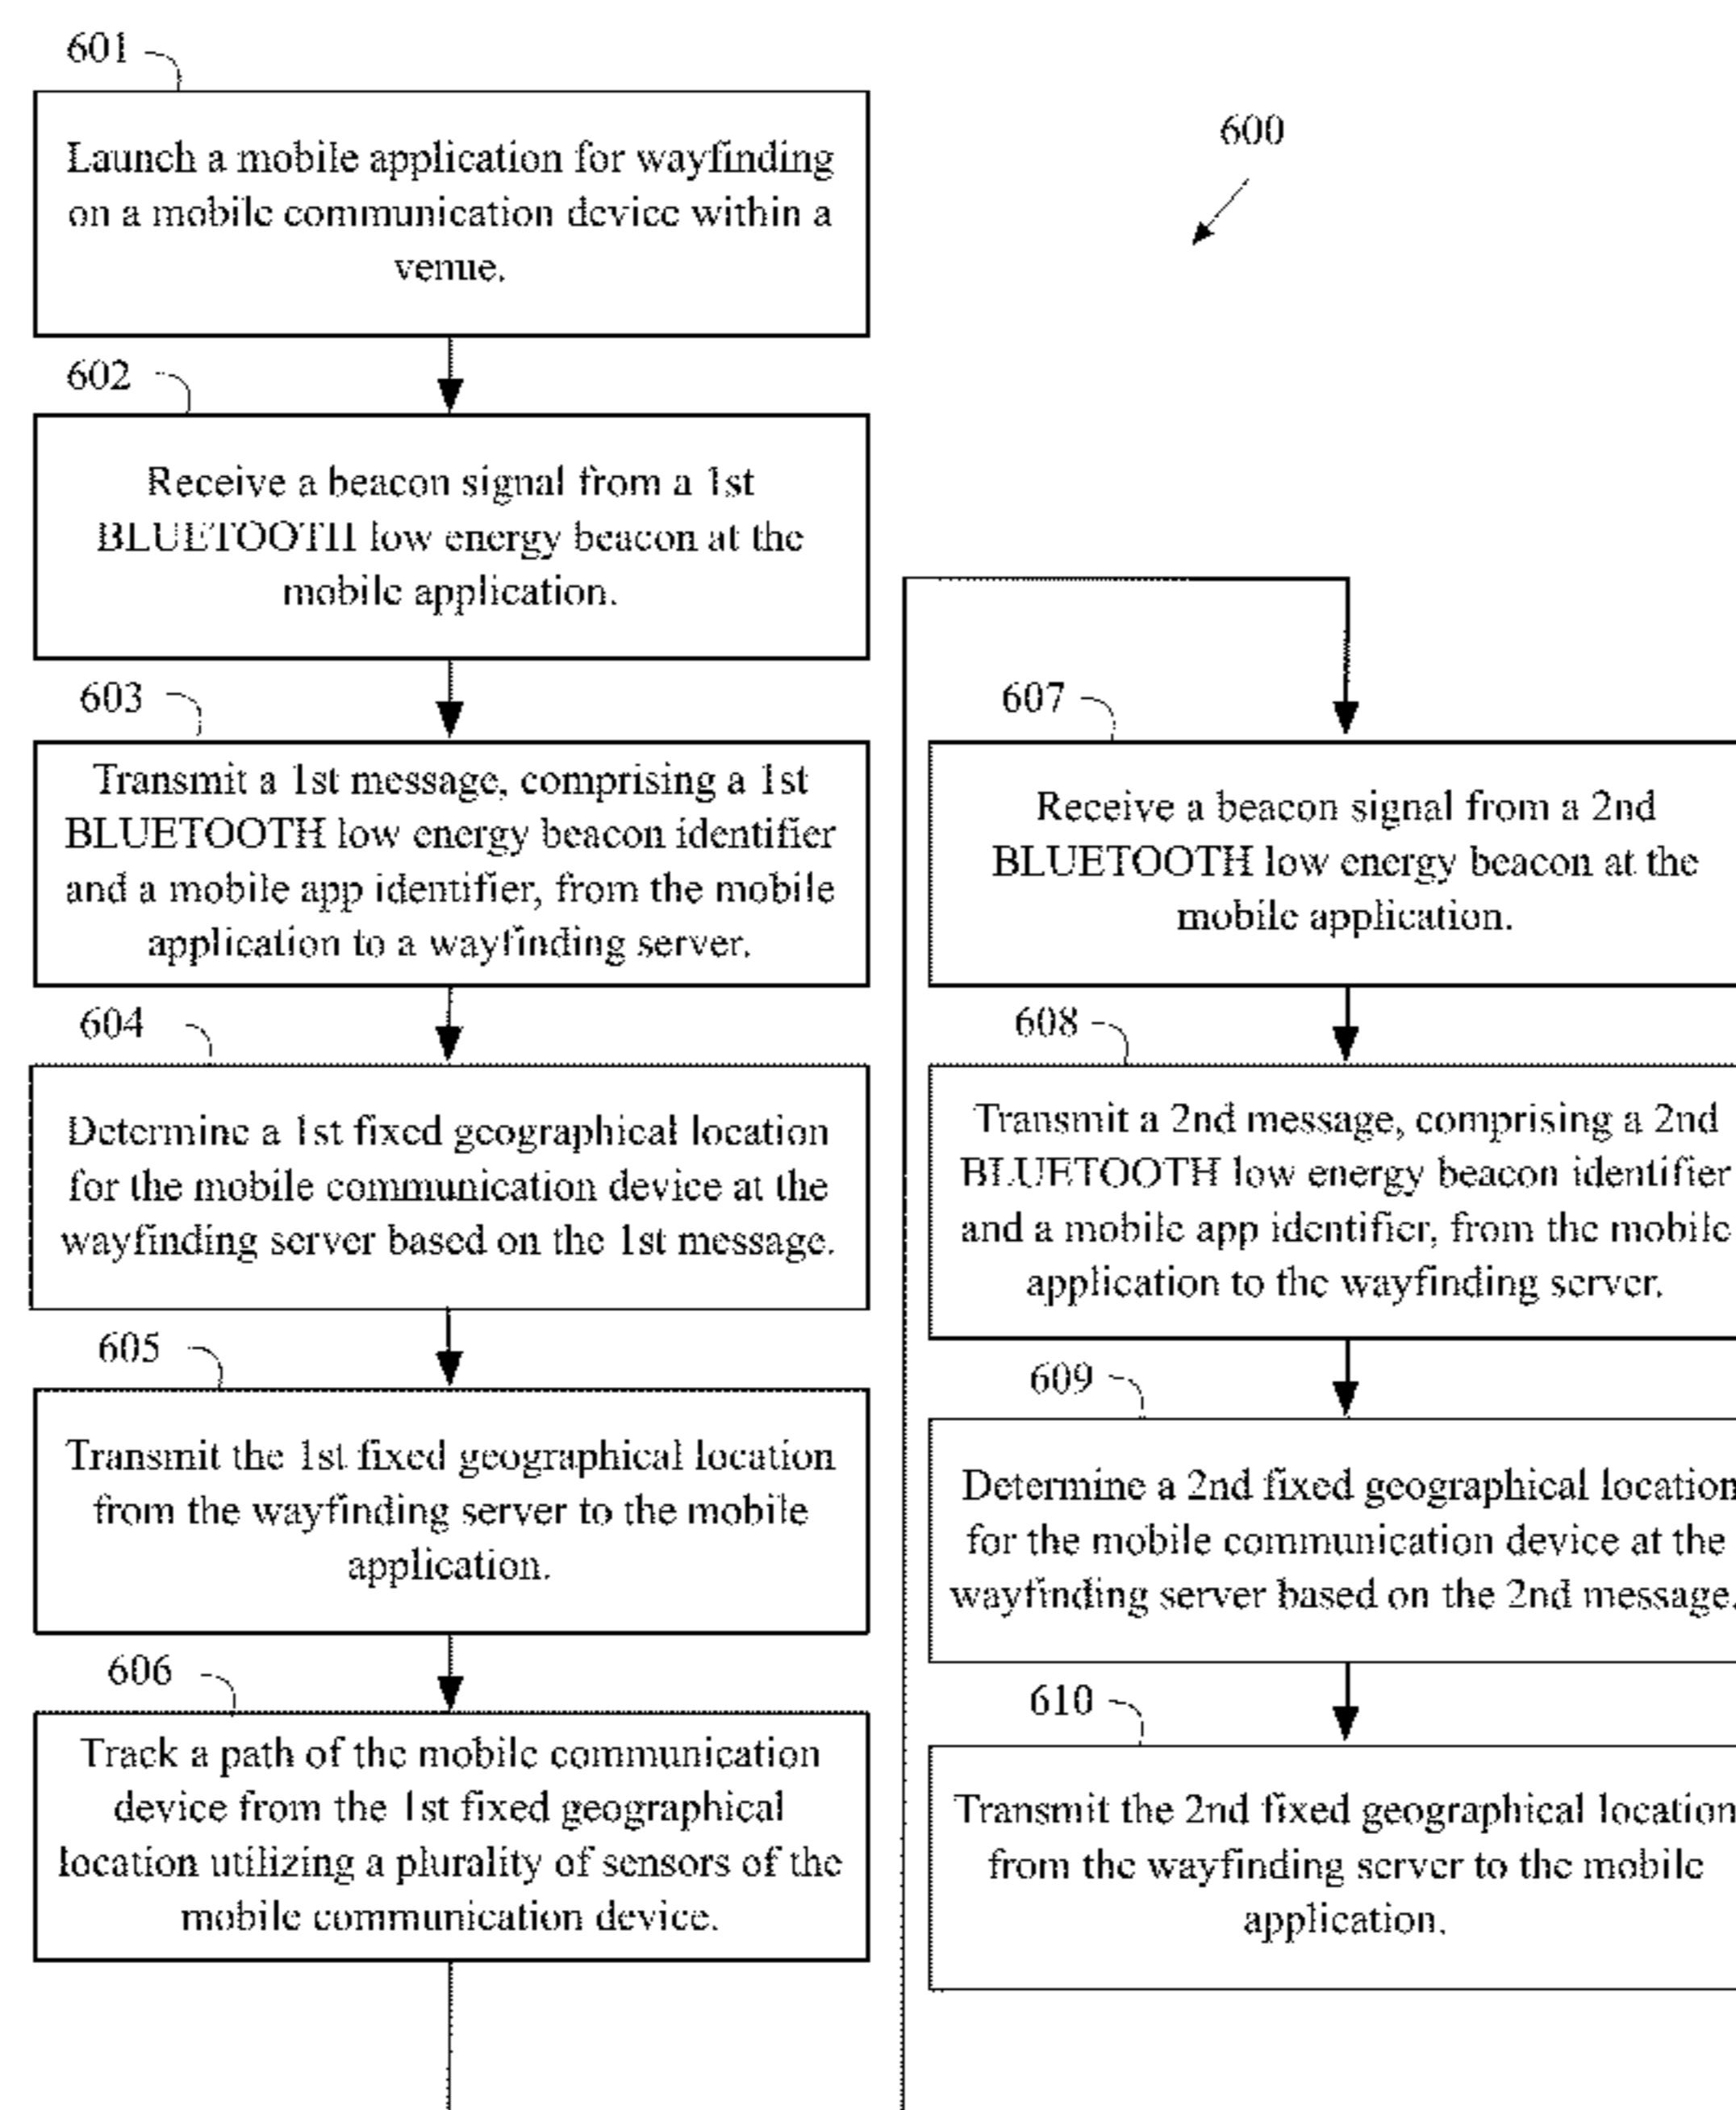 601
Launch a mobile application for wayfinding
on a mobile communication device within a
venue.
600
602
Receive a beacon signal from a 1st
BLUETOOTH low energy beacon at the
mobile application.
603
Transmit a 1st message, comprising a 1st
BLUETOOTH low energy beacon identifier
and a mobile app identifier, from the mobile
application to a wayfinding server.
604
Determine a 1st fixed geographical location
for the mobile communication device at the
wayfinding server based on the 1st message.
605
Transmit the 1st fixed geographical location
from the wayfinding server to the mobile
application.
606
Track a path of the mobile communication
device from the 1st fixed geographical
location utilizing a plurality of sensors of the
mobile communication device.
607
Receive a beacon signal from a 2nd
BLUETOOTH low energy beacon at the
mobile application.
608
Transmit a 2nd message, comprising a 2nd
BLUETOOTH low energy beacon identifier
and a mobile app identifier, from the mobile
application to the wayfinding server.
609
Determine a 2nd fixed geographical location
for the mobile communication device at the
wayfinding server based on the 2nd message.
610
Transmit the 2nd fixed geographical location
from the wayfinding server to the mobile
application.